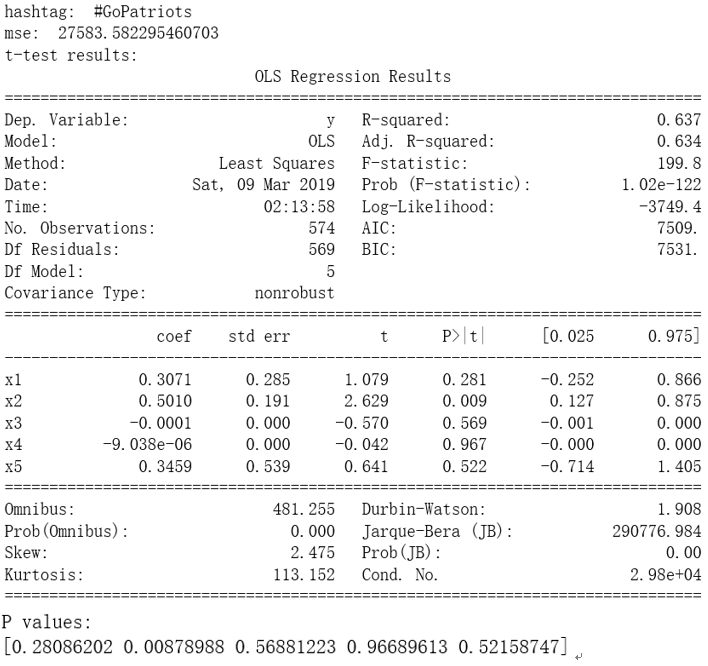 hashtag:  #GoPatriots
mse:  27583.582295460703
t-test results:
                            OLS Regression Results
==============================================================================
Dep. Variable:                      y   R-squared:                       0.637
Model:                            OLS   Adj. R-squared:                  0.634
Method:                 Least Squares   F-statistic:                     199.8
Date:                Sat, 09 Mar 2019   Prob (F-statistic):          1.02e-122
Time:                        02:13:58   Log-Likelihood:                -3749.4
No. Observations:                 574   AIC:                             7509.
Df Residuals:                     569   BIC:                             7531.
Df Model:                           5
Covariance Type:            nonrobust
==============================================================================
                 coef    std err          t      P>|t|      [0.025      0.975]
------------------------------------------------------------------------------
x1             0.3071      0.285      1.079      0.281      -0.252       0.866
x2             0.5010      0.191      2.629      0.009       0.127       0.875
x3            -0.0001      0.000     -0.570      0.569      -0.001       0.000
x4         -9.038e-06      0.000     -0.042      0.967      -0.000       0.000
x5             0.3459      0.539      0.641      0.522      -0.714       1.405
==============================================================================
Omnibus:                      481.255   Durbin-Watson:                   1.908
Prob(Omnibus):                  0.000   Jarque-Bera (JB):           290776.984
Skew:                           2.475   Prob(JB):                         0.00
Kurtosis:                     113.152   Cond. No.                     2.98e+04
==============================================================================
P values:
[0.28086202 0.00878988 0.56881223 0.96689613 0.52158747]